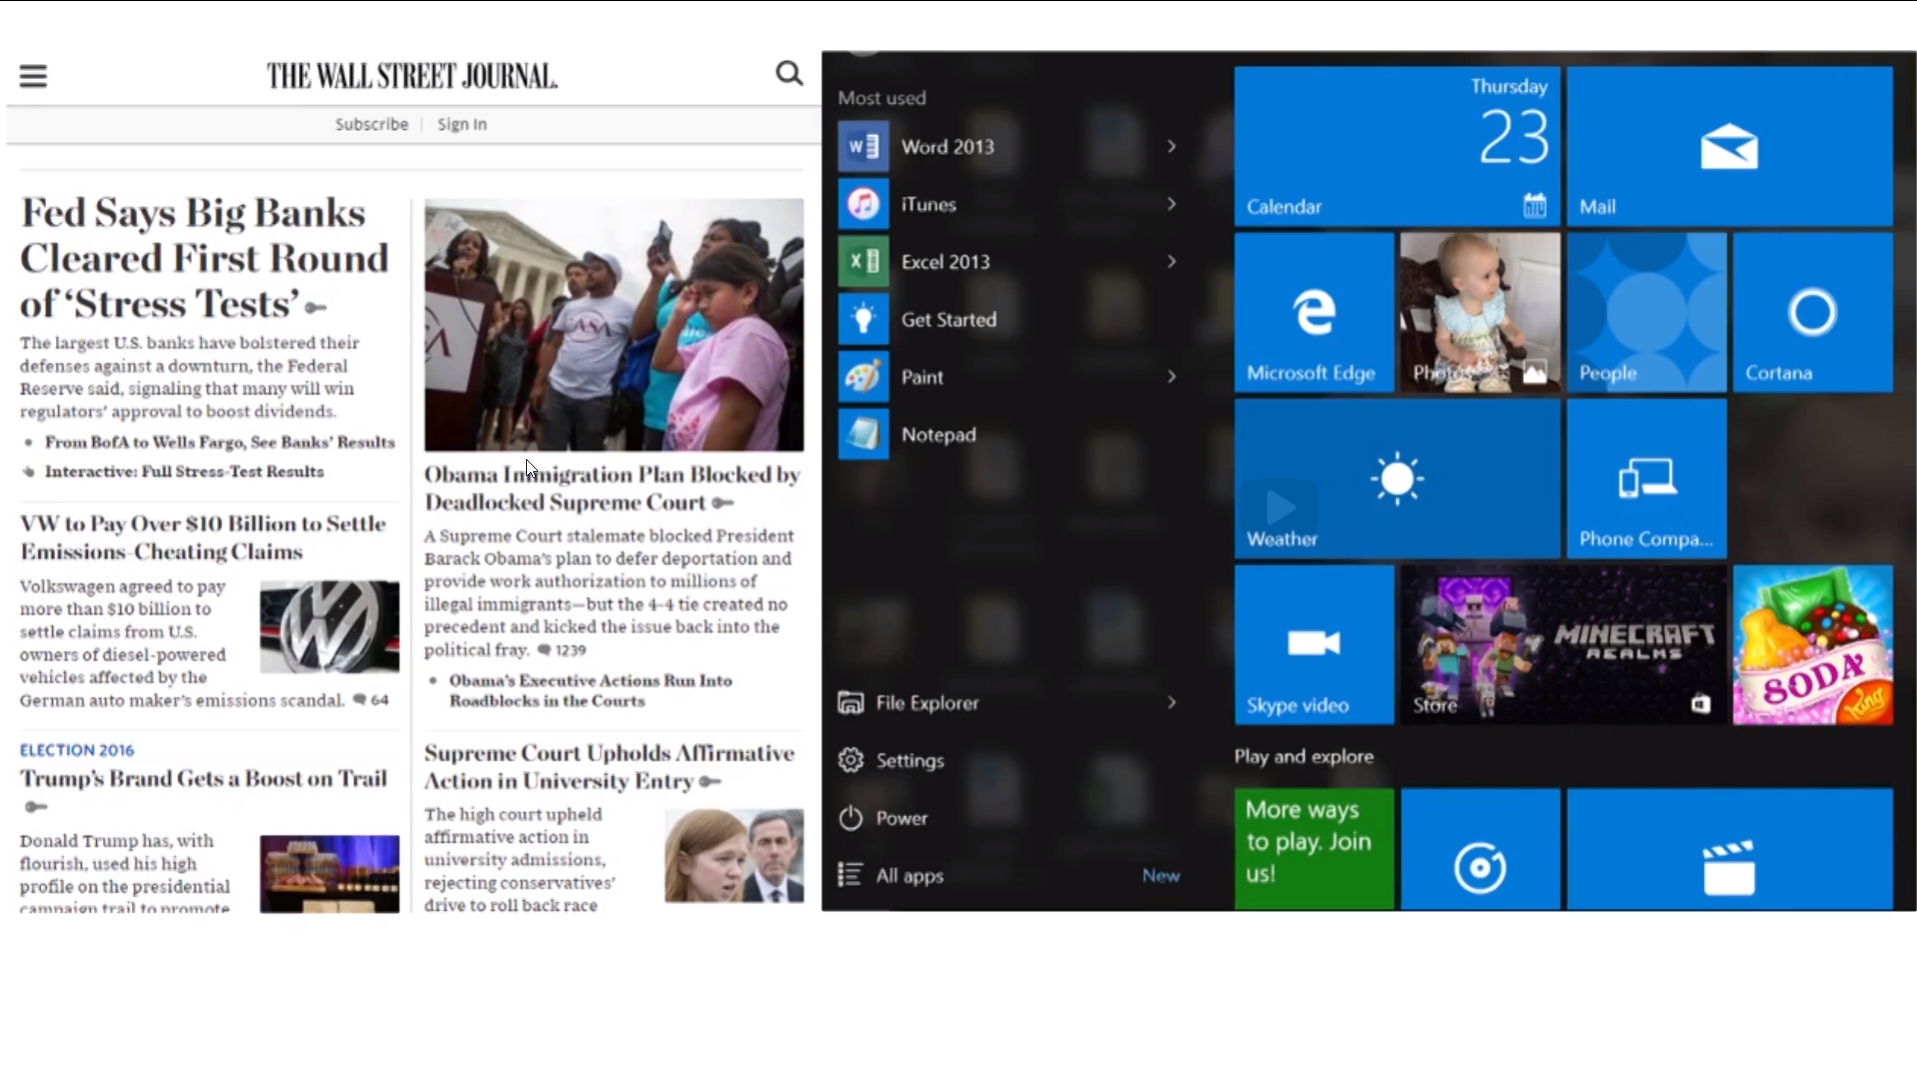 THE WALL STREET JOURNAL.
Subscribe | Sign In
Fed Says Big Banks
Cleared First Round
of ‘Stress Tests’
The largest U.S. banks have bolstered their
defenses against a downturn, the Federal
Reserve said, signaling that many will win
regulators’ approval to boost dividends.
From BofA to Wells Fargo, See Banks’ Results
Interactive: Full Stress-Test Results
VW to Pay Over $10 Billion to Settle
Emissions-Cheating Claims
Volkswagen agreed to pay
more than $10 billion to
settle claims from U.S.
owners of diesel-powered
vehicles affected by the
German auto maker’s emissions scandal. 64
ELECTION 2016
Trump’s Brand Gets a Boost on Trail
Donald Trump has, with
flourish, used his high
profile on the presidential
campaign trail to promote
Obama Immigration Plan Blocked by
Deadlocked Supreme Court
A Supreme Court stalemate blocked President
Barack Obama’s plan to defer deportation and
provide work authorization to millions of
illegal immigrants—but the 4-4 tie created no
precedent and kicked the issue back into the
political fray. 1239
Obama’s Executive Actions Run Into
Roadblocks in the Courts
Supreme Court Upholds Affirmative
Action in University Entry
The high court upheld
affirmative action in
university admissions,
rejecting conservatives’
drive to roll back race
Most used
Word 2013
iTunes
Excel 2013
Get Started
Paint
Notepad
File Explorer
Settings
Power
All apps New
Thursday
23
Calendar
Mail
Microsoft Edge
Photos
People
Cortana
Weather
Phone Compa...
Skype video
MINECRAFT
REALMS
Store
SODA
King
Play and explore
More ways
to play. Join
us!